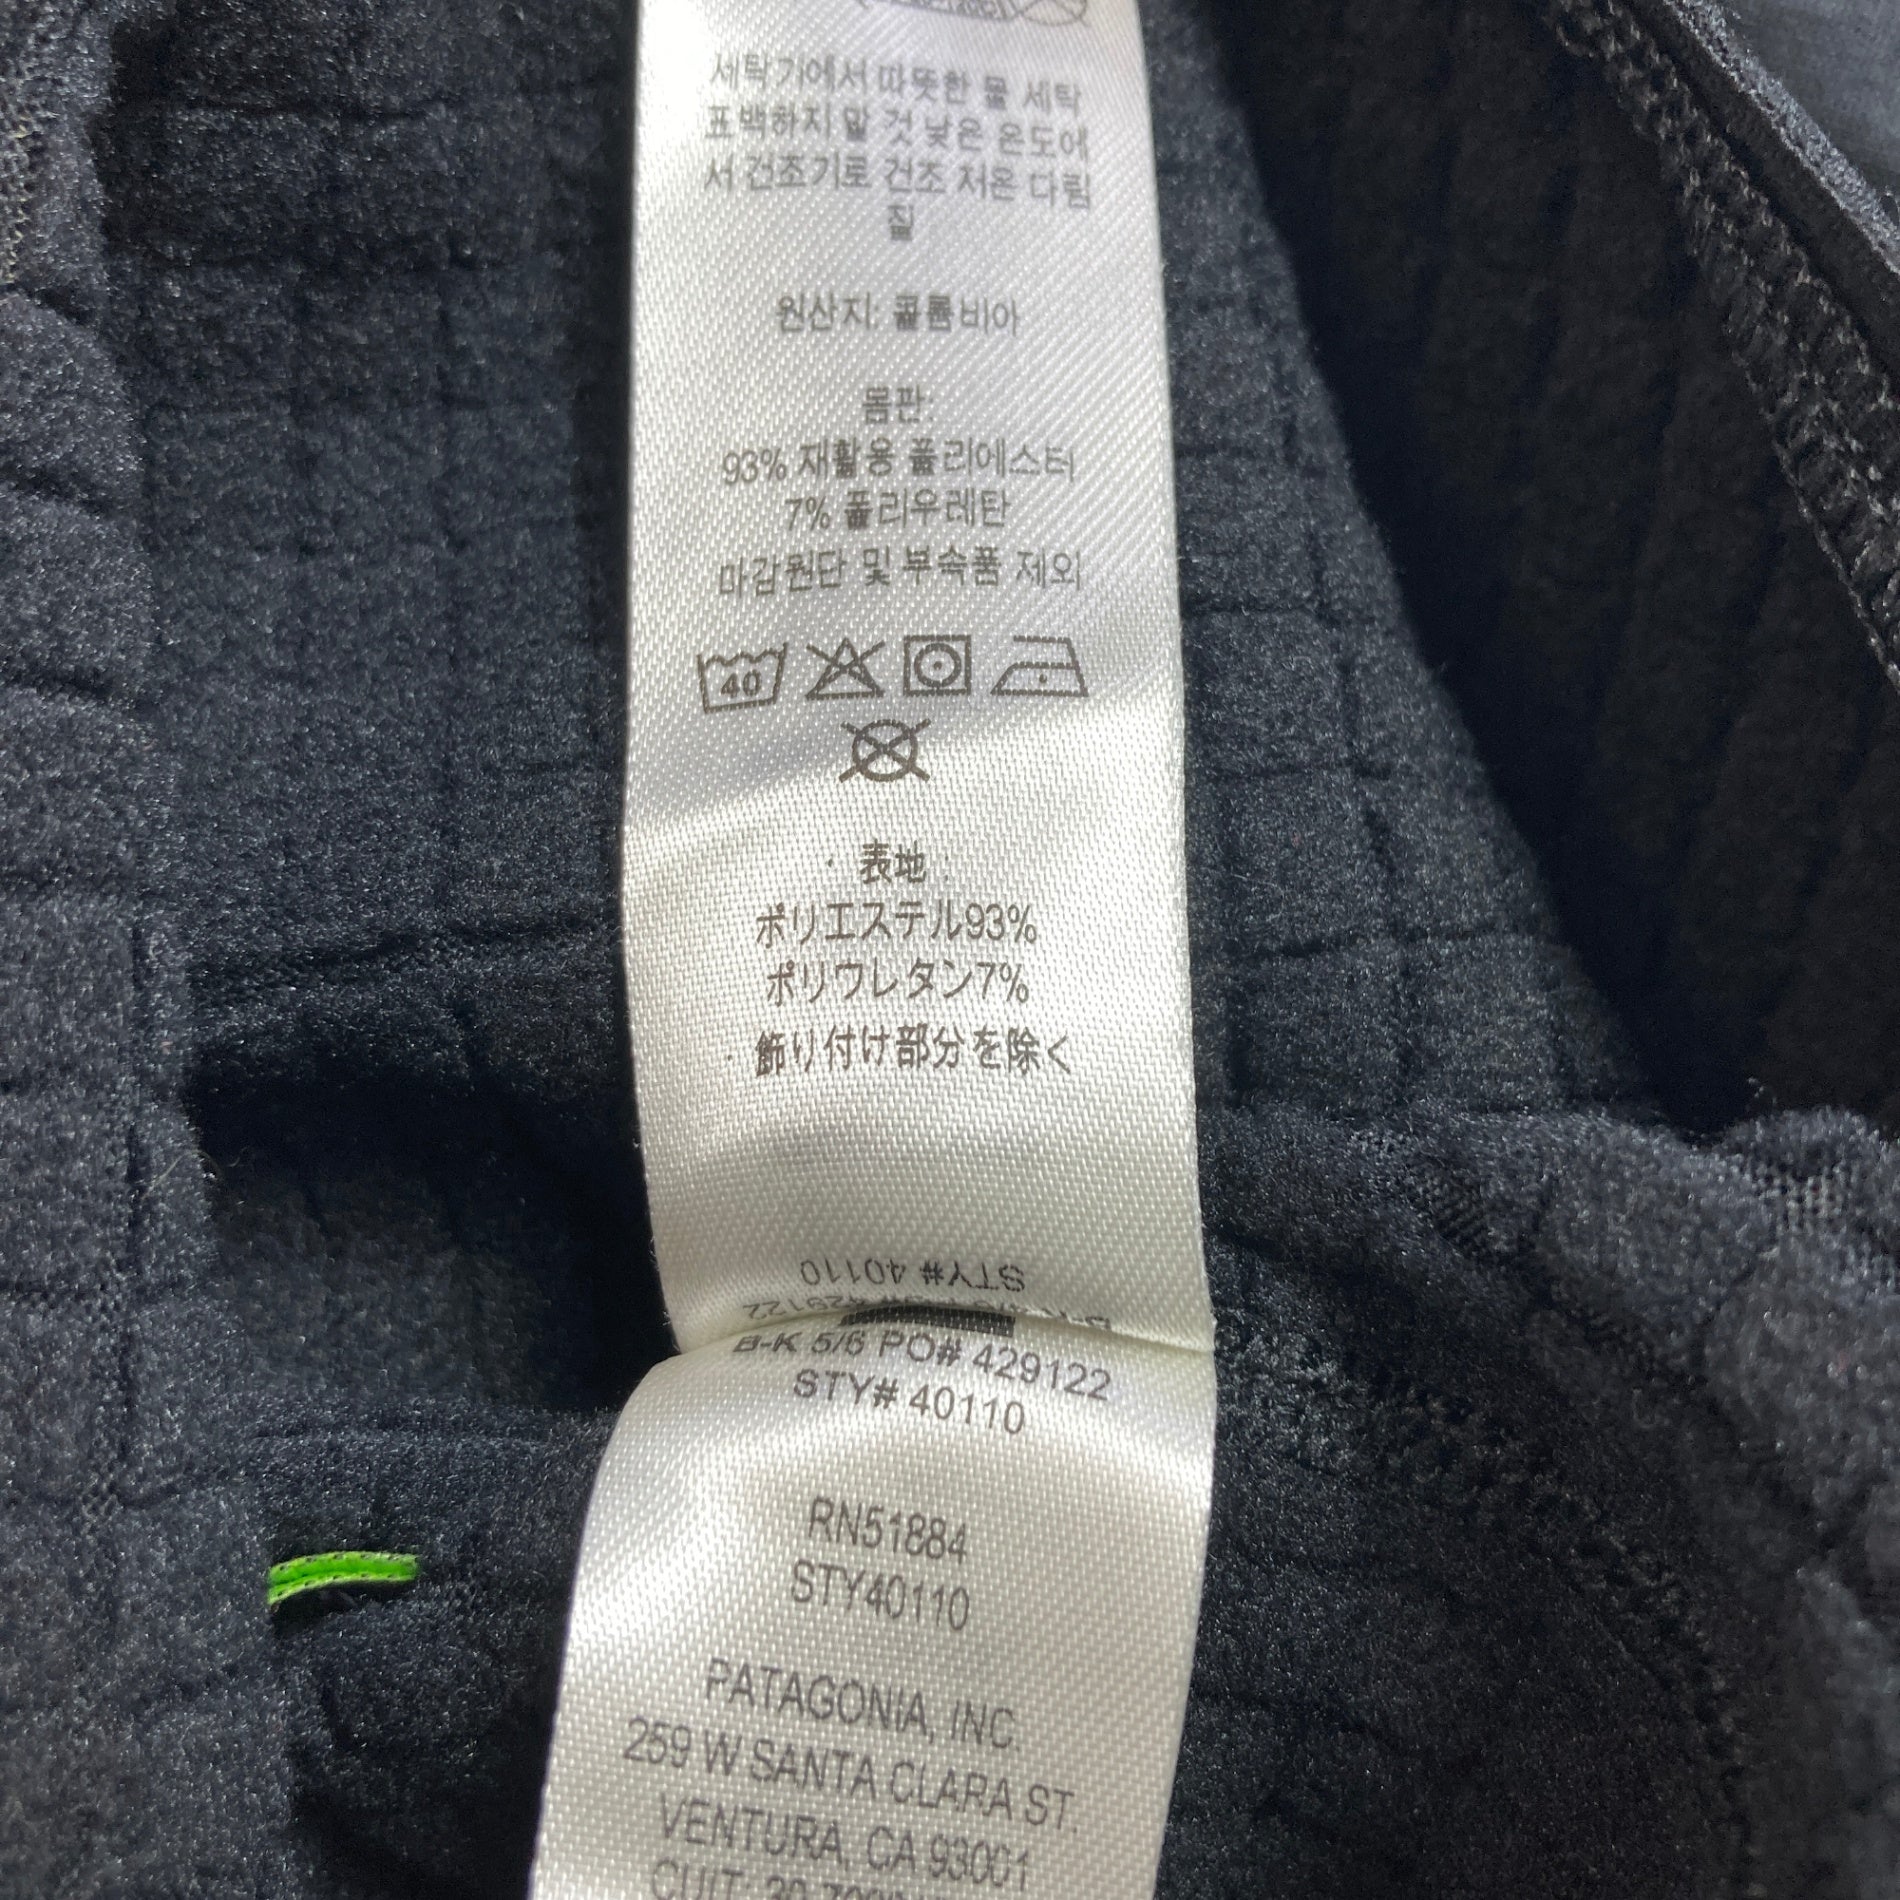 세탁기에서 따뜻한 물 세탁
표백하지 말 것 낮은 온도에
서 건조기로 건조 저온 다림
질
원산지: 콜롬비아
몸판:
93% 재활용 폴리에스터
7% 폴리우레탄
마감원단 및 부속품 제외
40
・表地:
ポリエステル93%
ポリウレタン7%
・飾り付け部分を除く
STY# 40110
429122
B-K 5/6 PO# 429122
STY# 40110
RN51884
STY40110
PATAGONIA, INC.
259 W SANTA CLARA ST.
VENTURA, CA 93001
CUIT: